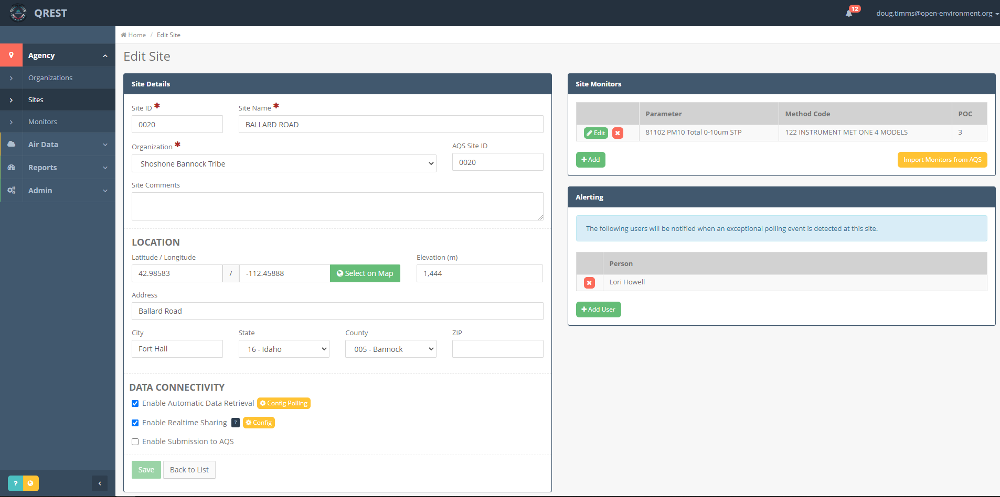 QREST
12
doug.timms@open-environment.org
Agency
Organizations
Sites
Monitors
Air Data
Reports
Admin
?
Home / Edit Site
Edit Site
Site Details
Site ID *
Site Name *
0020
BALLARD ROAD
Organization *
AQS Site ID
Shoshone Bannock Tribe
0020
Site Comments
LOCATION
Latitude / Longitude
Elevation (m)
42.98583 / -112.45888 Select on Map
1,444
Address
Ballard Road
City State County ZIP
Fort Hall 16 - Idaho 005 - Bannock
DATA CONNECTIVITY
Enable Automatic Data Retrieval Config Polling
Enable Realtime Sharing ? Config
Enable Submission to AQS
Save Back to List
Site Monitors
Parameter Method Code POC
Edit 81102 PM10 Total 0-10um STP 122 INSTRUMENT MET ONE 4 MODELS 3
Add Import Monitors from AQS
Alerting
The following users will be notified when an exceptional polling event is detected at this site.
Person
Lori Howell
Add User